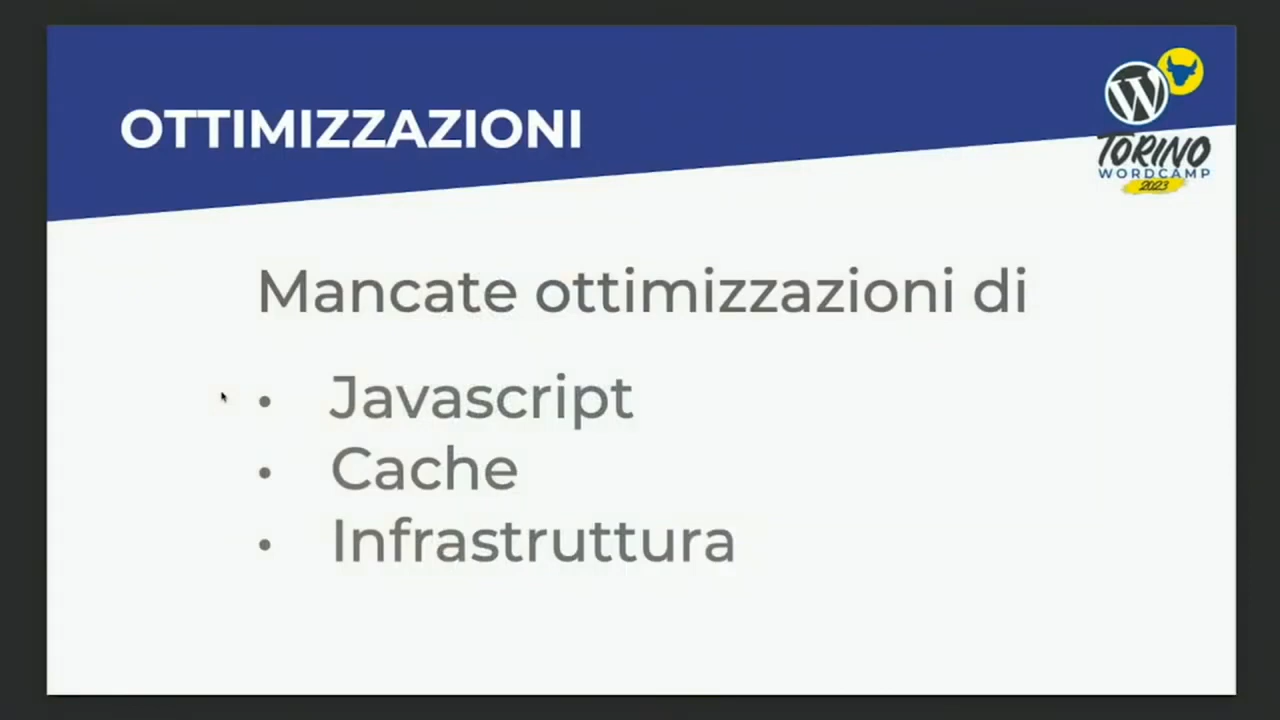 OTTIMIZZAZIONI
W
TORINO
WORDCAMP
2023
Mancate ottimizzazioni di
• Javascript
• Cache
• Infrastruttura